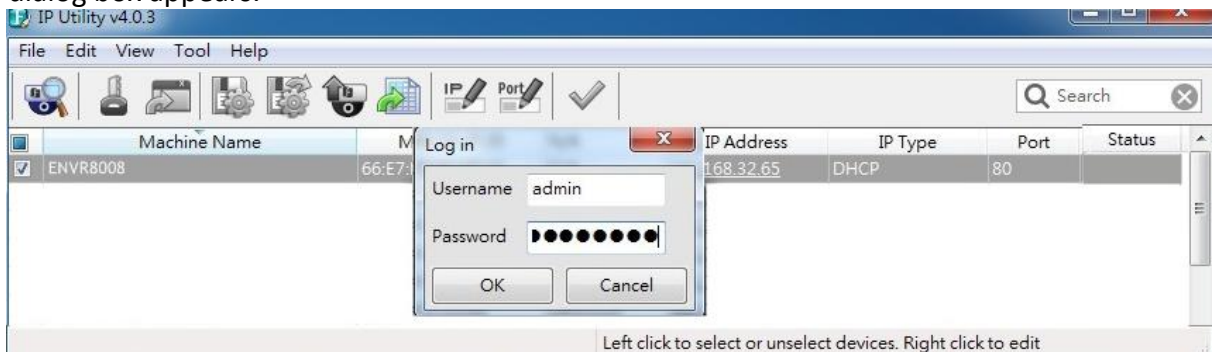 dialog box appears.
IP Utility v4.0.3
File Edit View Tool Help
IP Port Search
Machine Name M IP Address IP Type Port Status
ENVR8008 66:E7: 168.32.65 DHCP 80
Log in
Username admin
Password
OK Cancel
Left click to select or unselect devices. Right click to edit